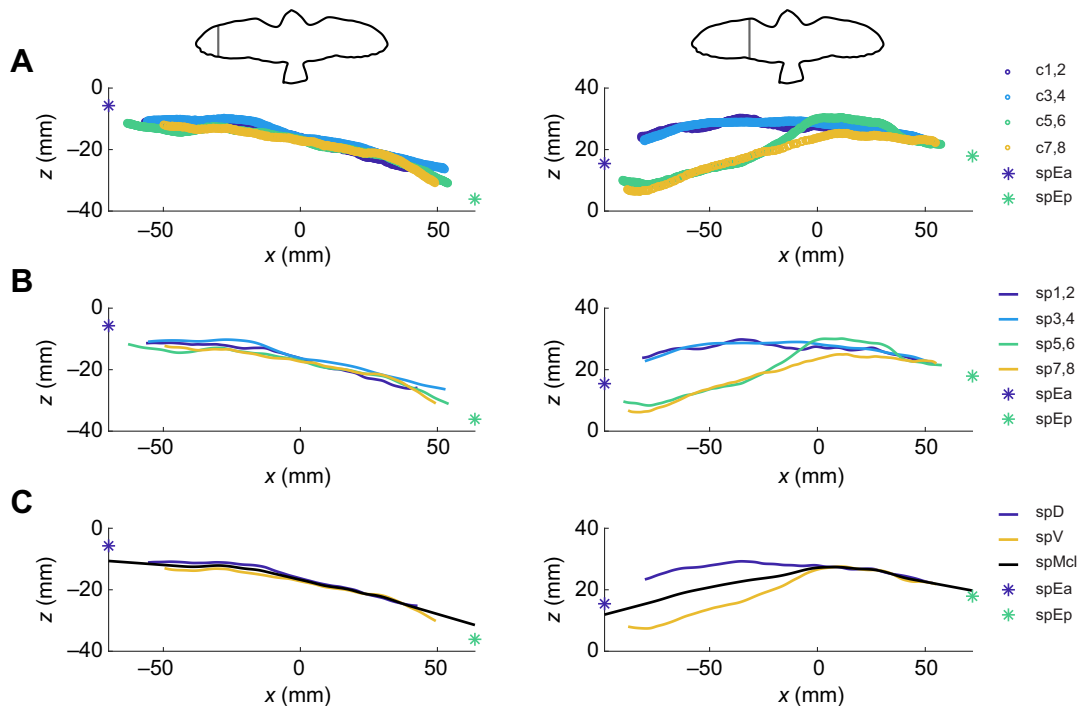 A
0
–20
–40
z (mm)
–50
0
50
x (mm)
40
20
0
z (mm)
–50
0
50
x (mm)
c1,2
c3,4
c5,6
c7,8
spEa
spEp
B
0
–20
–40
z (mm)
–50
0
50
x (mm)
40
20
0
z (mm)
–50
0
50
x (mm)
sp1,2
sp3,4
sp5,6
sp7,8
spEa
spEp
C
0
–20
–40
z (mm)
–50
0
50
x (mm)
40
20
0
z (mm)
–50
0
50
x (mm)
spD
spV
spMcl
spEa
spEp